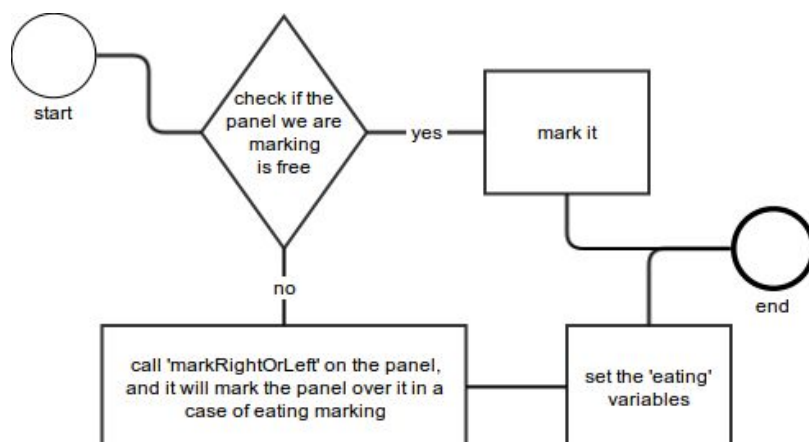 start
check if the
panel we are
marking
is free
yes
mark it
end
no
call 'markRightOrLeft' on the panel,
and it will mark the panel over it in a
case of eating marking
set the 'eating'
variables